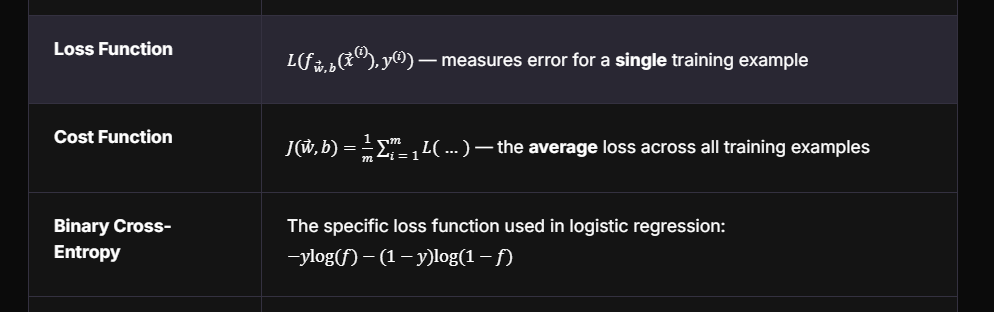 Loss Function
L(f_{\vec{w},b}(\vec{x}^{(i)}), y^{(i)}) — measures error for a single training example
Cost Function
J(\vec{w}, b) = \frac{1}{m} \sum_{i=1}^{m} L( ... ) — the average loss across all training examples
Binary Cross-
Entropy
The specific loss function used in logistic regression:
−ylog(f) − (1 − y)log(1 − f)